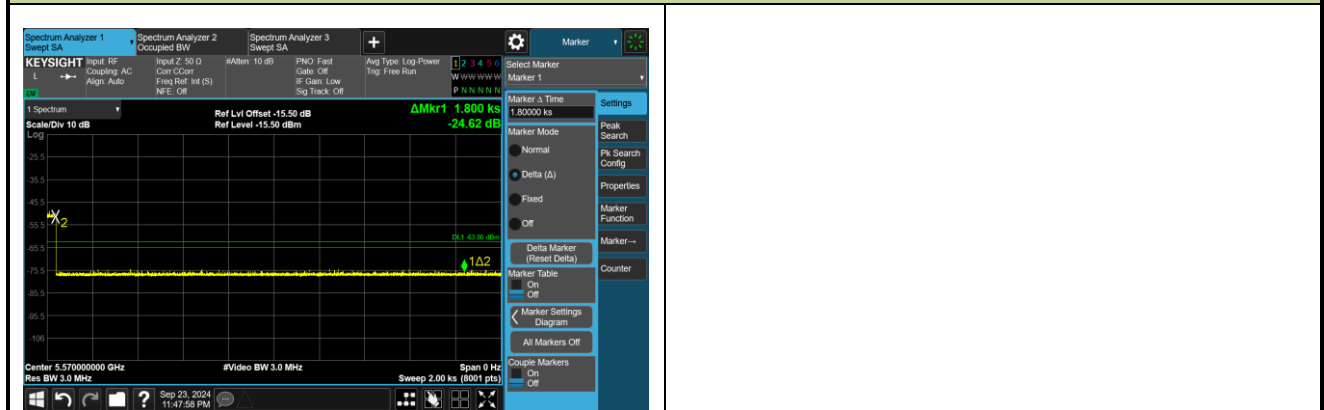 Spectrum Analyzer 1
Swept SA
Spectrum Analyzer 2
Occupied BW
Spectrum Analyzer 3
Swept SA
+
Marker
KEYSIGHT
L
Input: RF
Coupling: AC
Align: Auto
Input Z: 50 Ω
Corr CCorr
Freq Ref: Int (S)
NFE: Off
#Atten: 10 dB
PNO: Fast
Gate: Off
IF Gain: Low
Sig Track: Off
Avg Type: Log-Power
Trig: Free Run
1 2 3 4 5 6
W W W W W W
P N N N N N
Select Marker
Marker 1
1 Spectrum
Scale/Div 10 dB
Log
Ref Lvl Offset -15.50 dB
Ref Level -15.50 dBm
ΔMkr1 1.800 ks
-24.62 dB
-25.5
-35.5
-45.5
-55.5
-65.5
-75.5
-85.5
-95.5
-106
2
DL1 -63.00 dBm
1Δ2
Center 5.570000000 GHz
Res BW 3.0 MHz
#Video BW 3.0 MHz
Span 0 Hz
Sweep 2.00 ks (8001 pts)
Marker Δ Time
1.80000 ks
Marker Mode
Normal
Delta (Δ)
Fixed
Off
Delta Marker
(Reset Delta)
Marker Table
On
Off
Marker Settings
Diagram
All Markers Off
Couple Markers
On
Off
Settings
Peak
Search
Pk Search
Config
Properties
Marker
Function
Marker→
Counter
?
Sep 23, 2024
11:47:58 PM